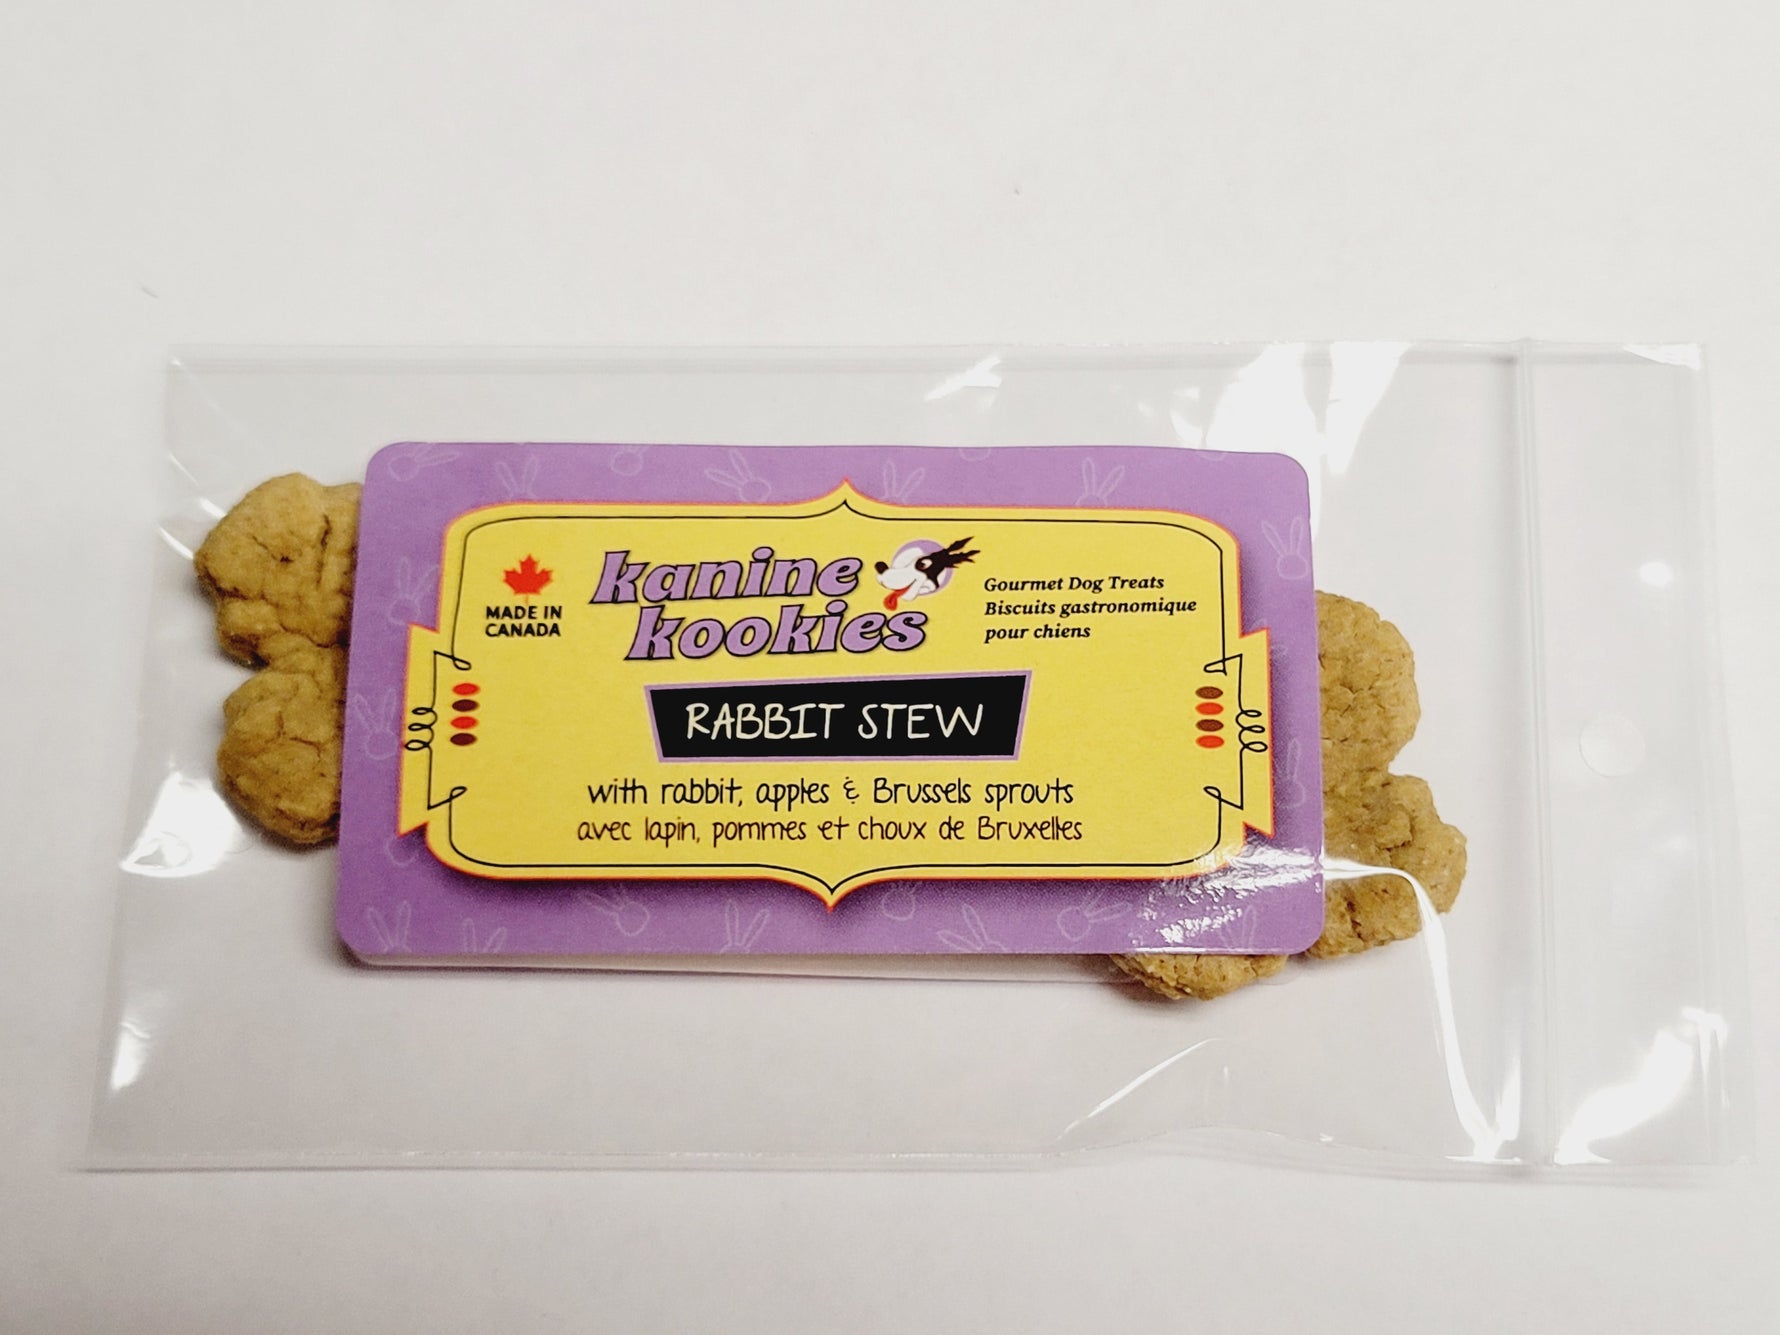 kanine
kookies
MADE IN
CANADA
Gourmet Dog Treats
Biscuits gastronomique
pour chiens
RABBIT STEW
with rabbit, apples & Brussels sprouts
avec lapin, pommes et choux de Bruxelles